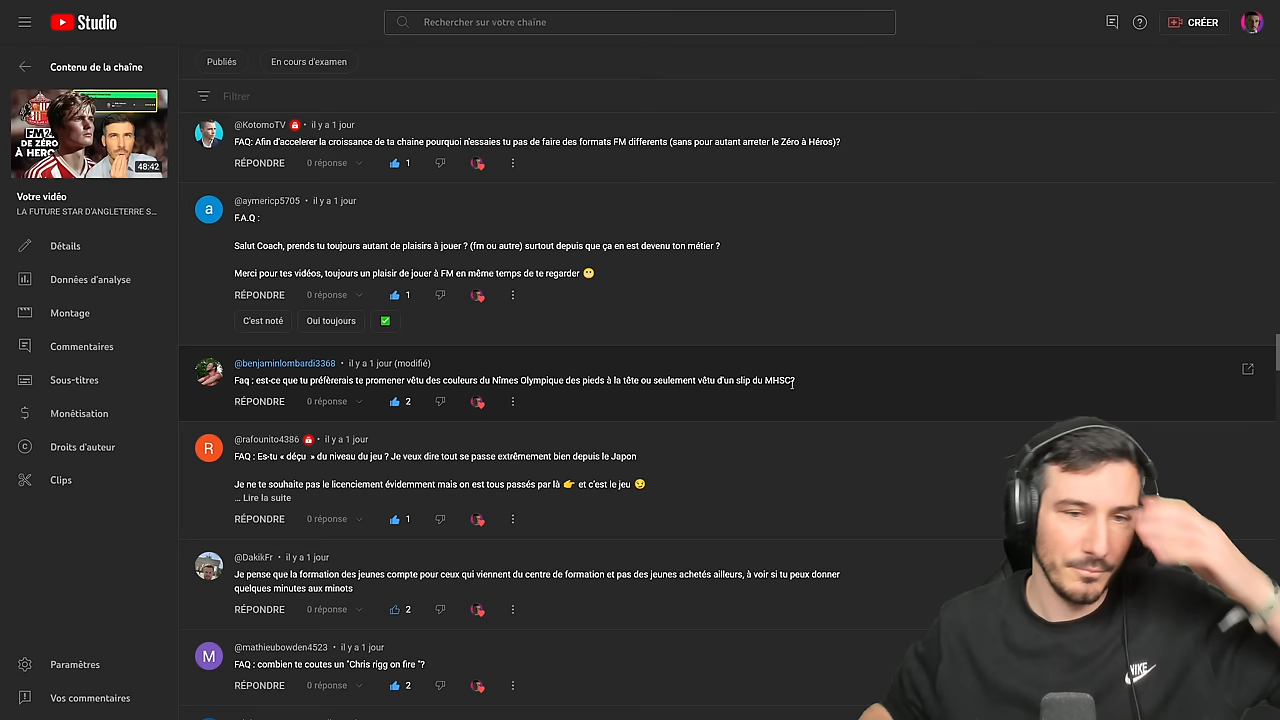 Studio
Rechercher sur votre chaîne
CRÉER
Contenu de la chaîne
Publiés
En cours d'examen
Filtrer
FM24
DE ZÉRO
À HÉROS
48:42
Votre vidéo
LA FUTURE STAR D'ANGLETERRE S...
Détails
Données d'analyse
Montage
Commentaires
Sous-titres
Monétisation
Droits d'auteur
Clips
Paramètres
Vos commentaires
@KotomoTV • il y a 1 jour
FAQ: Afin d'accelerer la croissance de ta chaine pourquoi n'essaies tu pas de faire des formats FM differents (sans pour autant arreter le Zéro à Héros)?
RÉPONDRE 0 réponse 1
a
@aymericp5705 • il y a 1 jour
F.A.Q :
Salut Coach, prends tu toujours autant de plaisirs à jouer ? (fm ou autre) surtout depuis que ça en est devenu ton métier ?
Merci pour tes vidéos, toujours un plaisir de jouer à FM en même temps de te regarder 😬
RÉPONDRE 0 réponse 1
C'est noté Oui toujours ✅
@benjaminlombardi3368 • il y a 1 jour (modifié)
Faq : est-ce que tu préfèrerais te promener vêtu des couleurs du Nîmes Olympique des pieds à la tête ou seulement vêtu d'un slip du MHSC?
RÉPONDRE 0 réponse 2
R
@rafounito4386 • il y a 1 jour
FAQ : Es-tu « déçu » du niveau du jeu ? Je veux dire tout se passe extrêmement bien depuis le Japon
Je ne te souhaite pas le licenciement évidemment mais on est tous passés par là 👉 et c'est le jeu 😉
... Lire la suite
RÉPONDRE 0 réponse 1
@DakikFr • il y a 1 jour
Je pense que la formation des jeunes compte pour ceux qui viennent du centre de formation et pas des jeunes achetés ailleurs, à voir si tu peux donner
quelques minutes aux minots
RÉPONDRE 0 réponse 2
M
@mathieubowden4523 • il y a 1 jour
FAQ : combien te coutes un "Chris rigg on fire "?
RÉPONDRE 0 réponse 2
NIKE